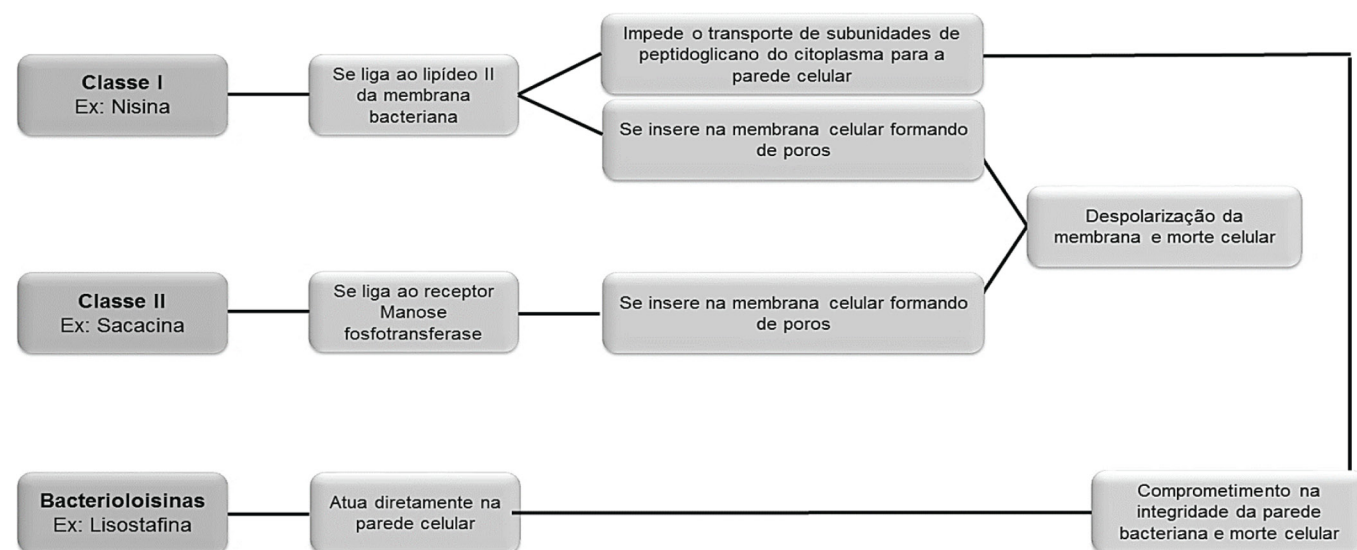 Classe I
Ex: Nisina
Se liga ao lipídeo II
da membrana
bacteriana
Impede o transporte de subunidades de
peptidoglicano do citoplasma para a
parede celular
Se insere na membrana celular formando
de poros
Despolarização da
membrana e morte celular
Classe II
Ex: Sacacina
Se liga ao receptor
Manose
fosfotransferase
Se insere na membrana celular formando
de poros
Bacterioloisinas
Ex: Lisostafina
Atua diretamente na
parede celular
Comprometimento na
integridade da parede
bacteriana e morte celular